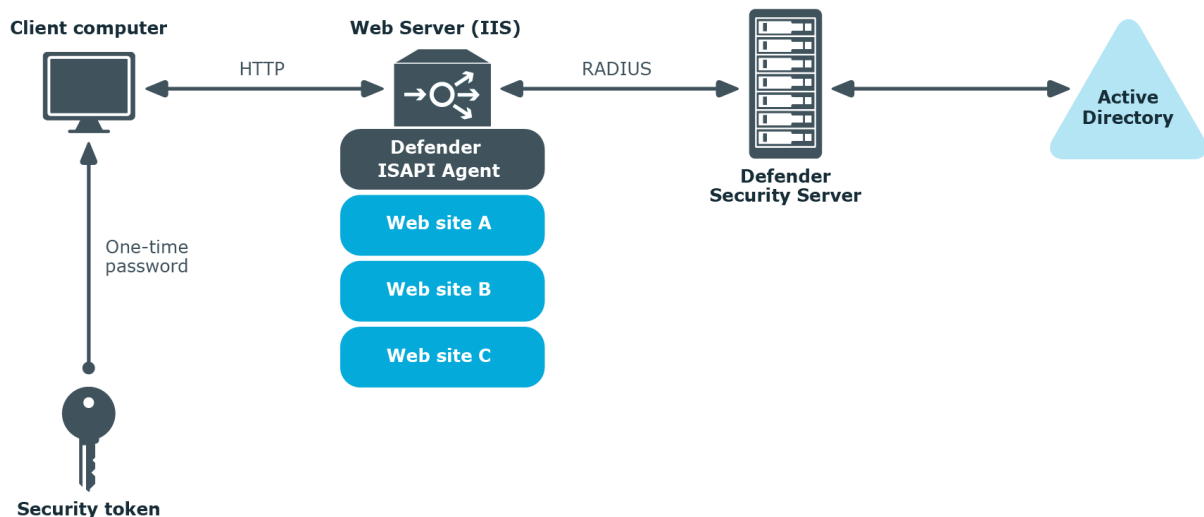 Client computer
Web Server (IIS)
HTTP
RADIUS
Active
Directory
Defender
ISAPI Agent
Defender
Security Server
Web site A
One-time
password
Web site B
Web site C
Security token